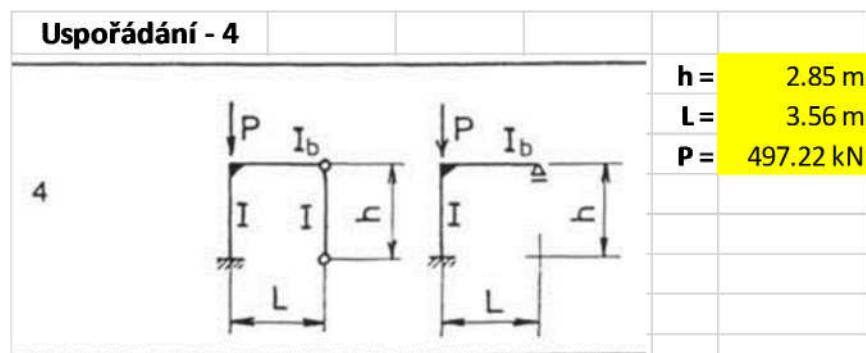 Uspořádání - 4
h = 2.85 m
L = 3.56 m
P = 497.22 kN
4
P I_b P I_b
I I h I h
L L